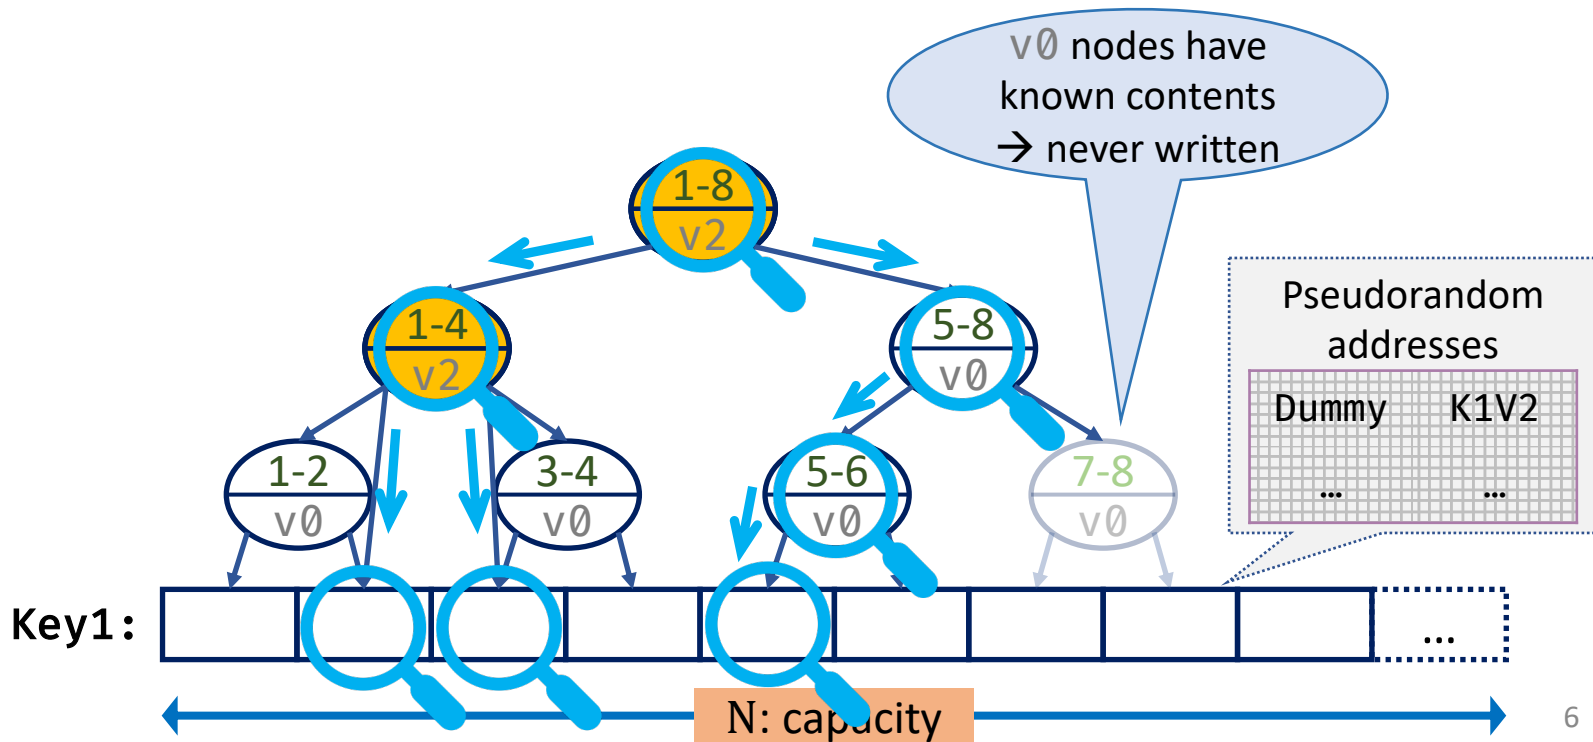 v0 nodes have
known contents
→ never written
1-8
v2
1-4
v2
5-8
v0
Pseudorandom
addresses
Dummy K1V2
... ...
1-2
v0
3-4
v0
5-6
v0
7-8
v0
Key1:
...
N: capacity
6